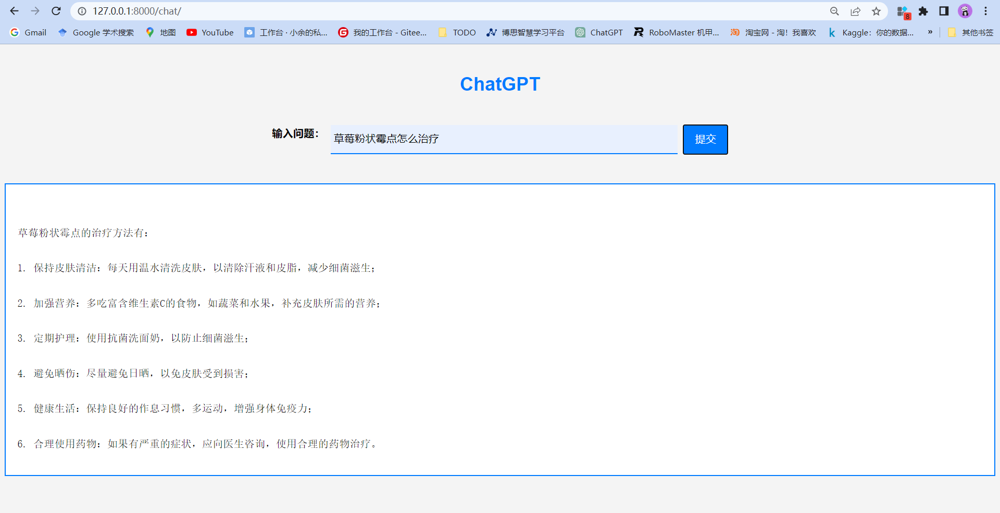 127.0.0.1:8000/chat/
8
Gmail
Google 学术搜索
地图
YouTube
工作台 · 小余的私...
我的工作台 - Gitee...
TODO
博思智慧学习平台
ChatGPT
RoboMaster 机甲...
淘
淘宝网 - 淘！我喜欢
Kaggle：你的数据...
»
其他书签
ChatGPT
输入问题：
草莓粉状霉点怎么治疗
提交
草莓粉状霉点的治疗方法有：
1. 保持皮肤清洁：每天用温水清洗皮肤，以清除汗液和皮脂，减少细菌滋生；
2. 加强营养：多吃富含维生素C的食物，如蔬菜和水果，补充皮肤所需的营养；
3. 定期护理：使用抗菌洗面奶，以防止细菌滋生；
4. 避免晒伤：尽量避免日晒，以免皮肤受到损害；
5. 健康生活：保持良好的作息习惯，多运动，增强身体免疫力；
6. 合理使用药物：如果有严重的症状，应向医生咨询，使用合理的药物治疗。